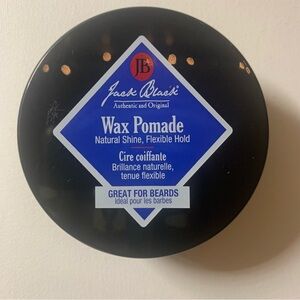 JB
Jack Black
Authentic and Original
Wax Pomade
Natural Shine, Flexible Hold
Cire coiffante
Brillance naturelle,
tenue flexible
GREAT FOR BEARDS
idéal pour les barbes